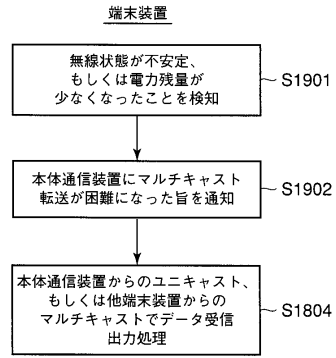 端末装置
無線状態が不安定、
もしくは電力残量が
少なくなったことを検知
S1901
本体通信装置にマルチキャスト
転送が困難になった旨を通知
S1902
本体通信装置からのユニキャスト、
もしくは他端末装置からの
マルチキャストでデータ受信
出力処理
S1804